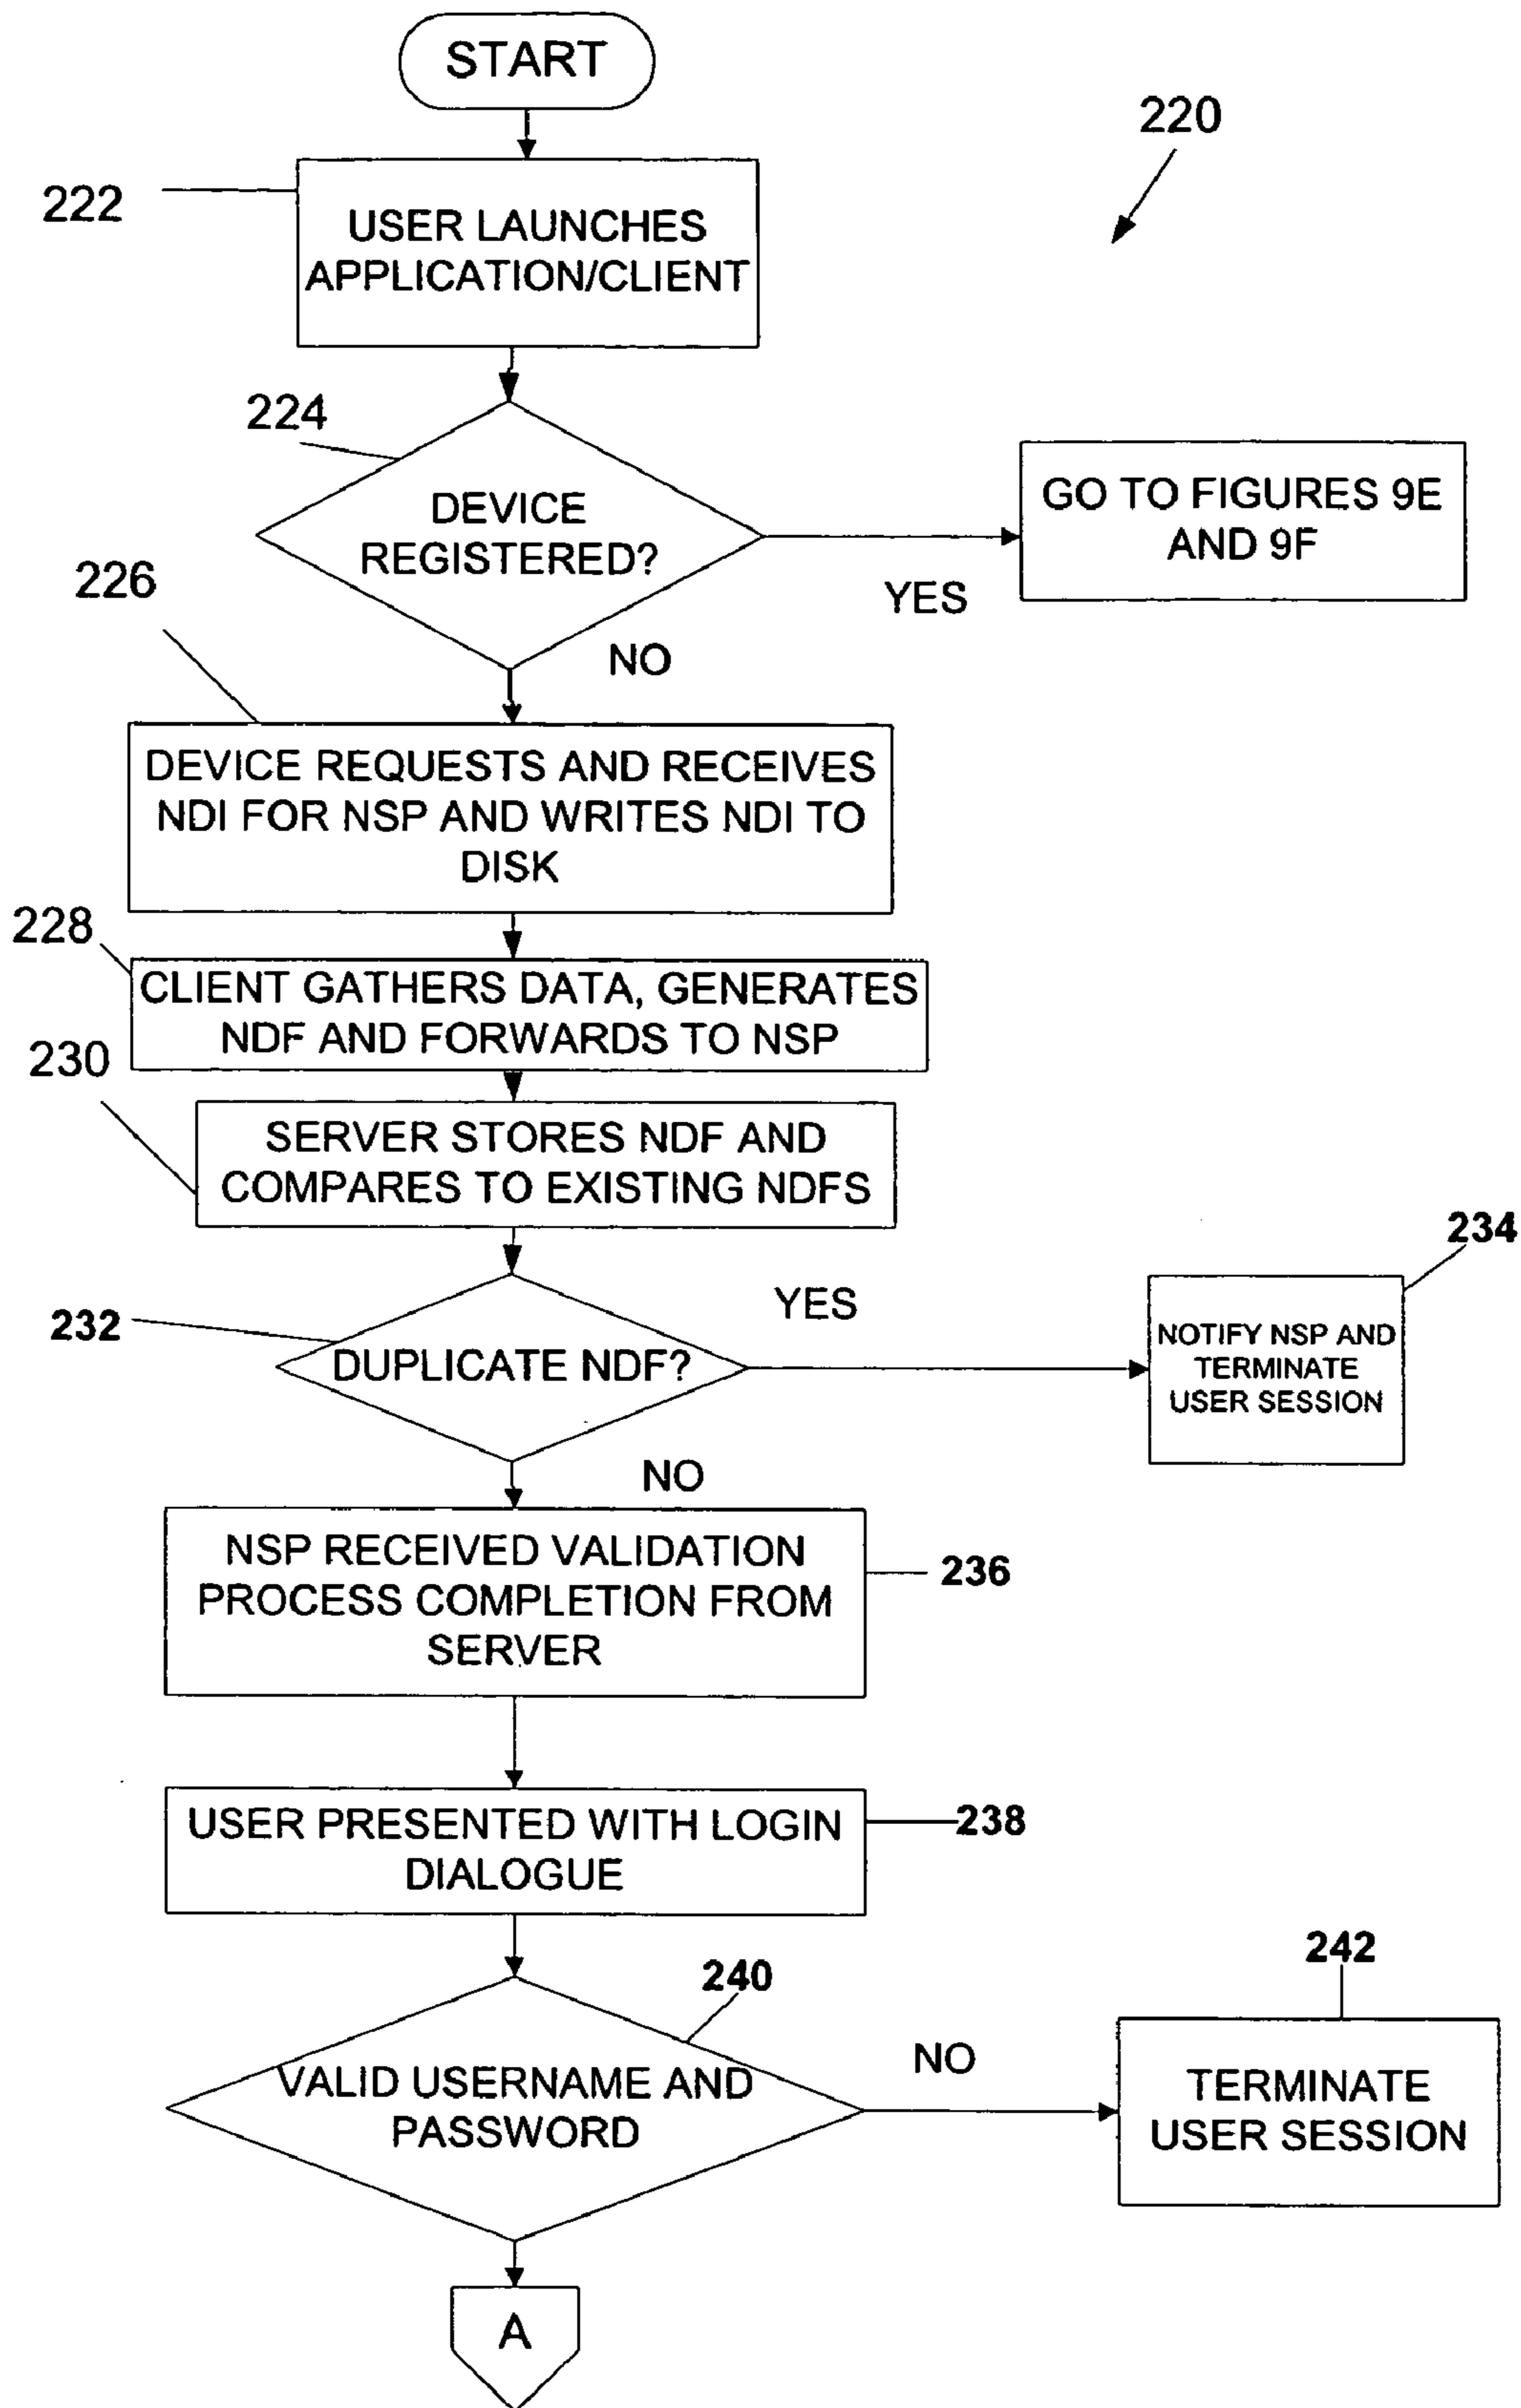 START
220
222
USER LAUNCHES
APPLICATION/CLIENT
224
DEVICE
REGISTERED?
GO TO FIGURES 9E
AND 9F
YES
226
NO
DEVICE REQUESTS AND RECEIVES
NDI FOR NSP AND WRITES NDI TO
DISK
228
CLIENT GATHERS DATA, GENERATES
NDF AND FORWARDS TO NSP
230
SERVER STORES NDF AND
COMPARES TO EXISTING NDFS
234
232
DUPLICATE NDF?
YES
NOTIFY NSP AND
TERMINATE
USER SESSION
NO
NSP RECEIVED VALIDATION
PROCESS COMPLETION FROM
SERVER
236
USER PRESENTED WITH LOGIN
DIALOGUE
238
240
VALID USERNAME AND
PASSWORD
NO
242
TERMINATE
USER SESSION
A